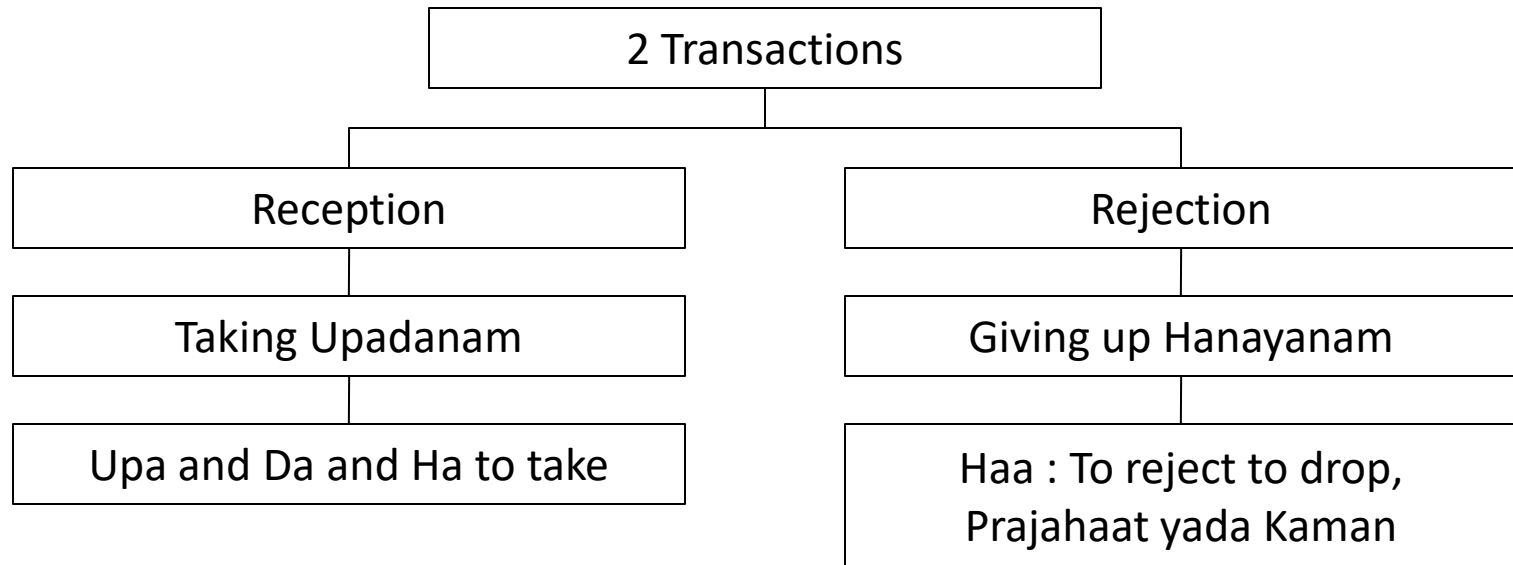 2 Transactions
Reception
Rejection
Taking Upadanam
Giving up Hanayanam
Upa and Da and Ha to take
Haa : To reject to drop,
Prajahaat yada Kaman